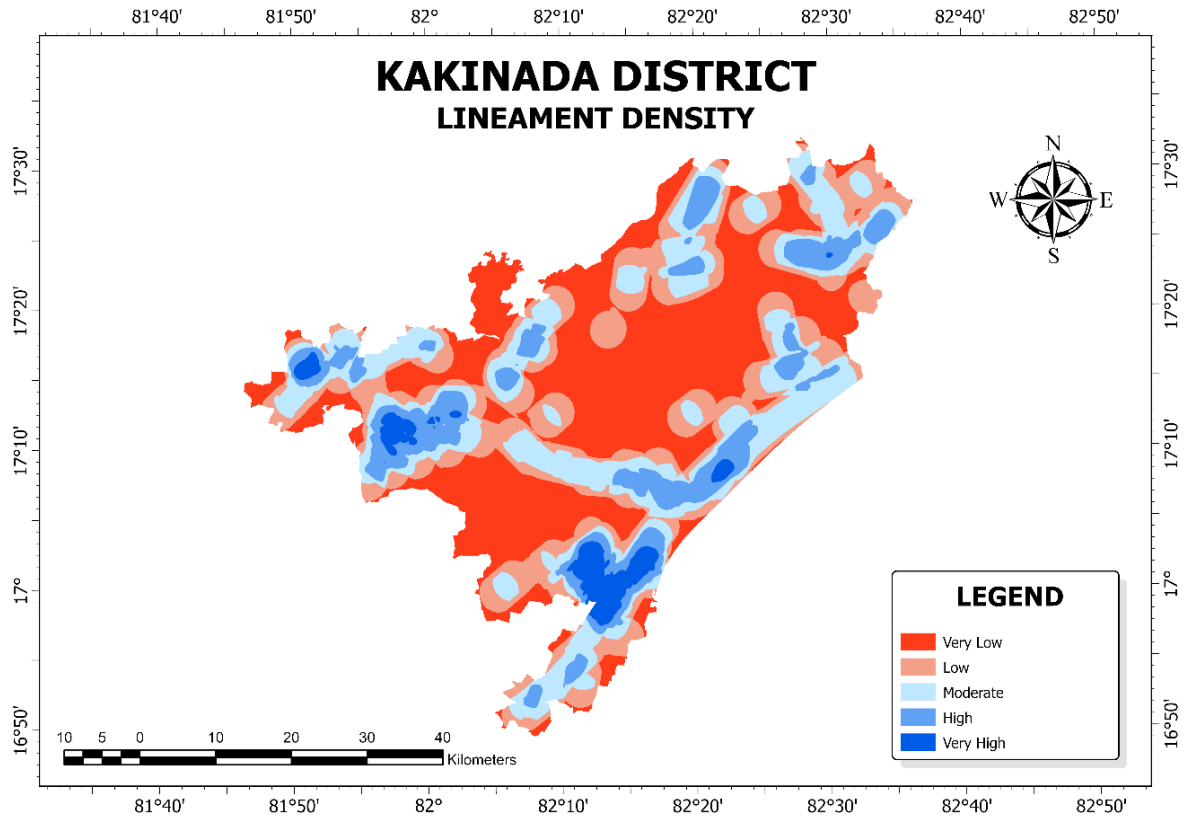 81°40' 81°50' 82° 82°10' 82°20' 82°30' 82°40' 82°50'
KAKINADA DISTRICT
LINEAMENT DENSITY
N
W E
S
17°30' 17°30'
17°20' 17°20'
17°10' 17°10'
17° 17°
16°50' 16°50'
LEGEND
Very Low
Low
Moderate
High
Very High
10 5 0 10 20 30 40
Kilometers
81°40' 81°50' 82° 82°10' 82°20' 82°30' 82°40' 82°50'